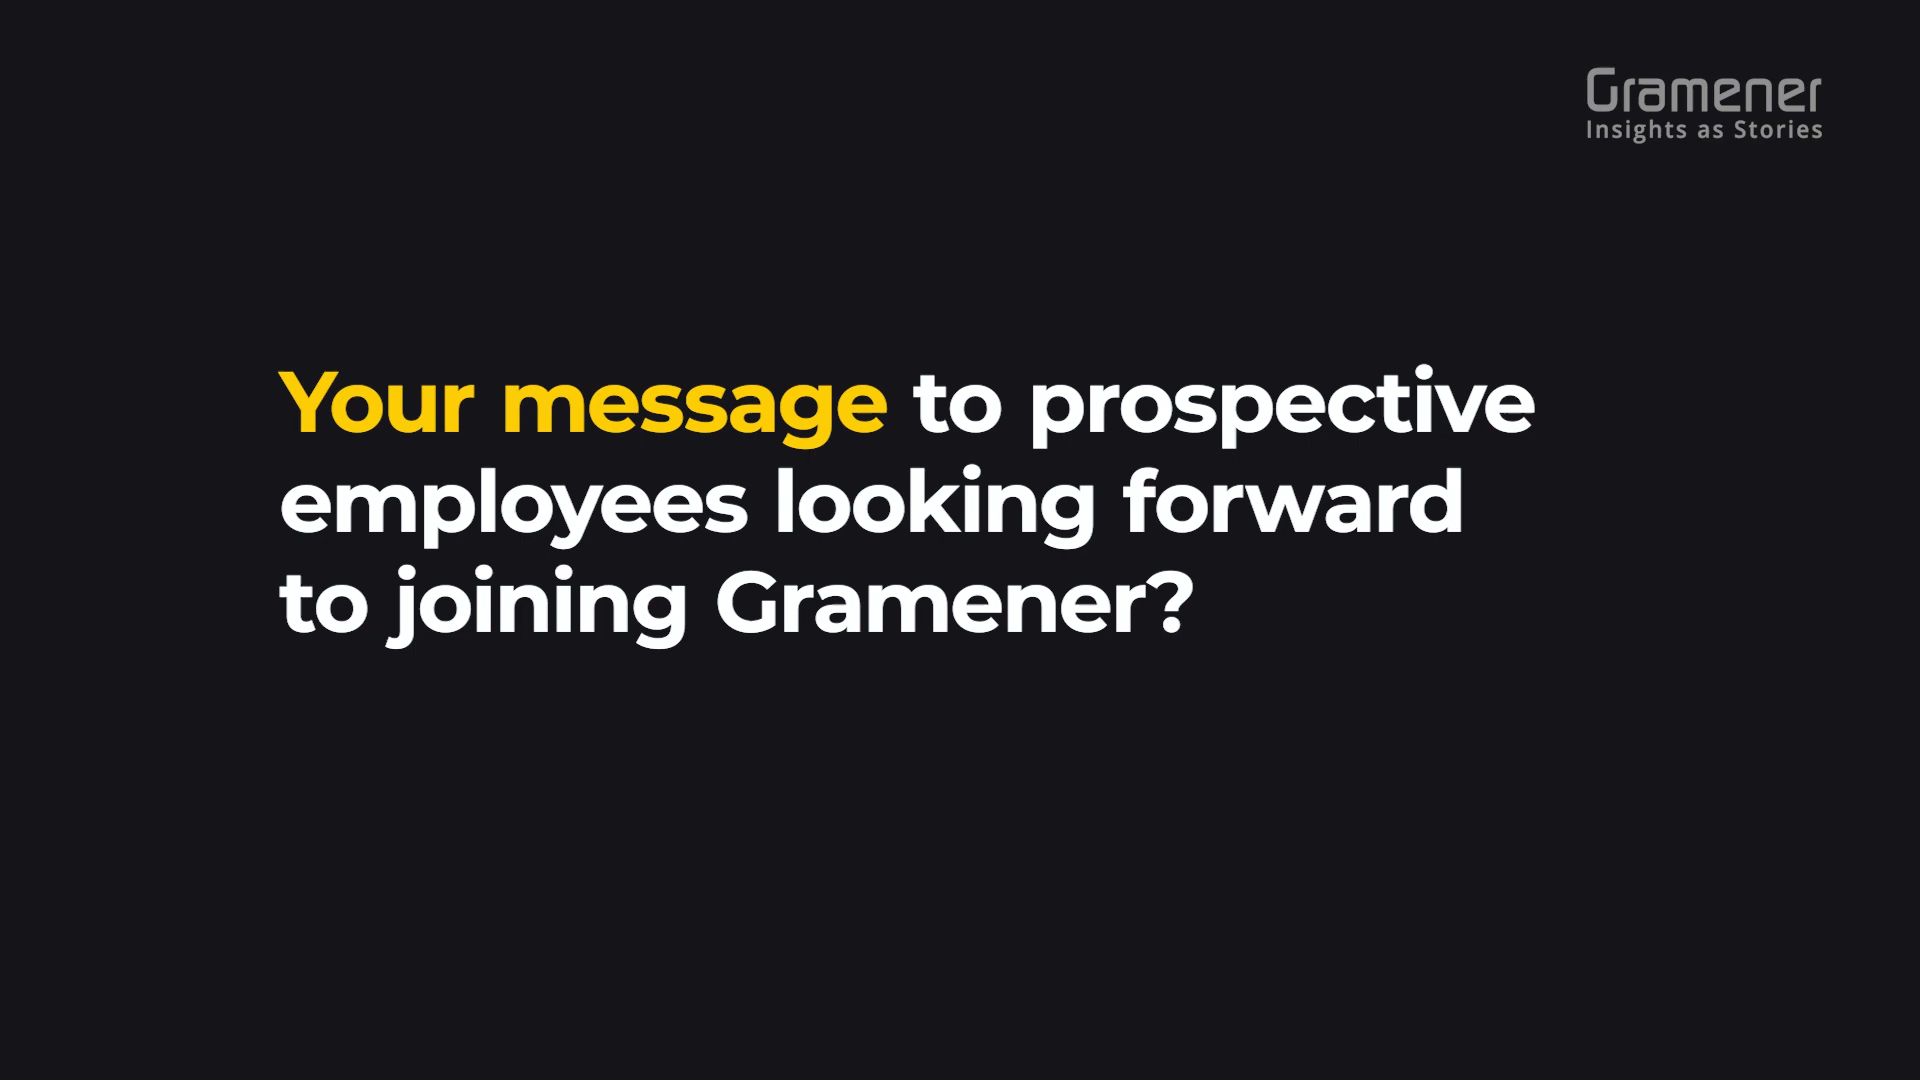 Gramener
Insights as Stories
Your message to prospective
employees looking forward
to joining Gramener?